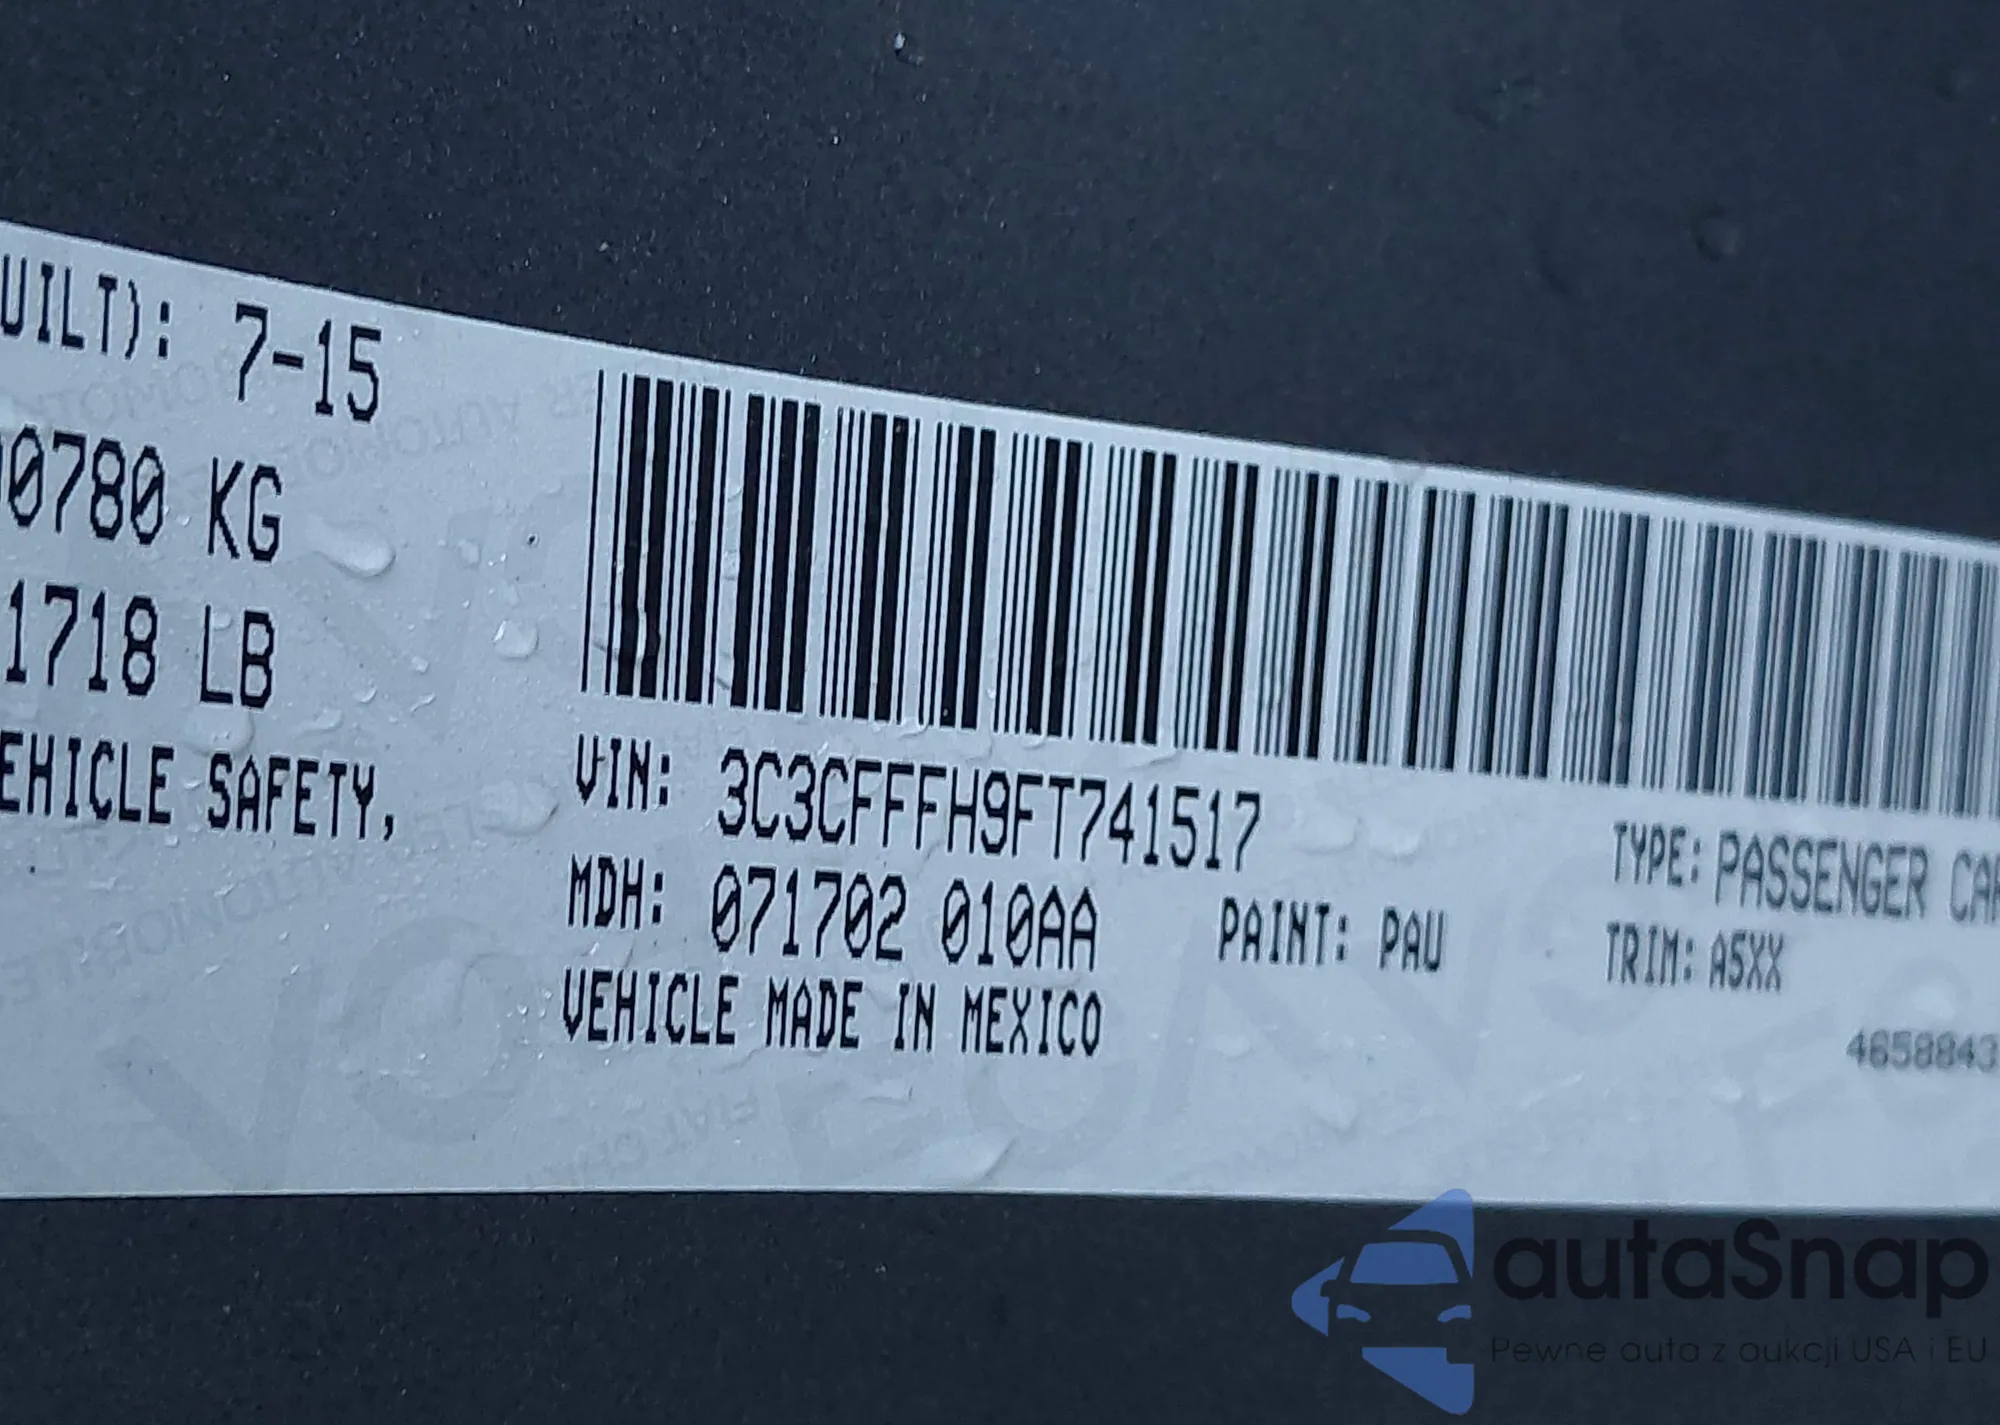 UILT): 7-15
0780 KG
1718 LB
EHICLE SAFETY,
VIN: 3C3CFFFH9FT741517
MDH: 071702 010AA
PAINT: PAU
VEHICLE MADE IN MEXICO
TYPE: PASSENGER CAR
TRIM: A5XX
4658843
autaSnap
Pewne auta z aukcji USA i EU